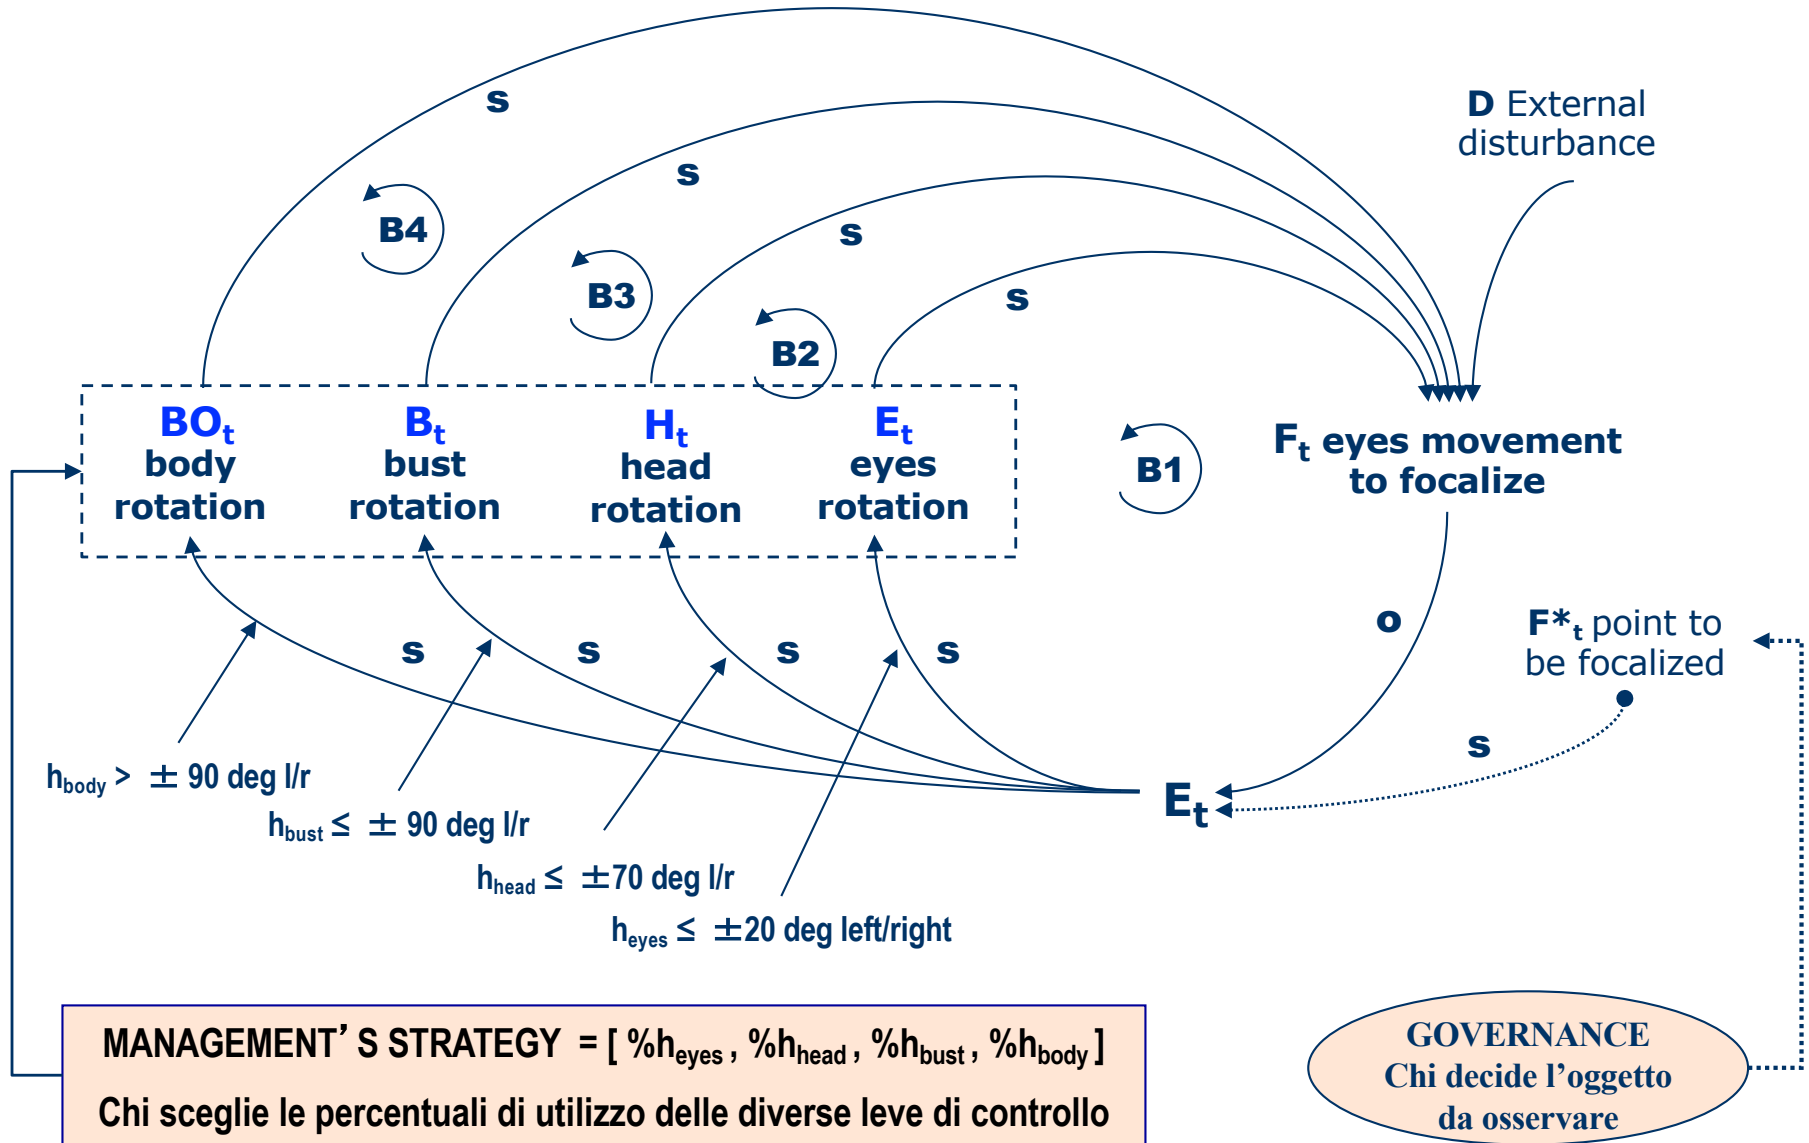 s
D External
disturbance
s
B4
s
B3
s
B2
BOt
body
rotation
Bt
bust
rotation
Ht
head
rotation
Et
eyes
rotation
B1
Ft eyes movement
to focalize
o
F*t point to
be focalized
s
s
s
s
s
hbody > ± 90 deg l/r
Et
hbust ≤ ± 90 deg l/r
hhead ≤ ±70 deg l/r
heyes ≤ ±20 deg left/right
MANAGEMENT’ S STRATEGY = [ %heyes , %hhead , %hbust , %hbody ]
Chi sceglie le percentuali di utilizzo delle diverse leve di controllo
GOVERNANCE
Chi decide l’oggetto
da osservare